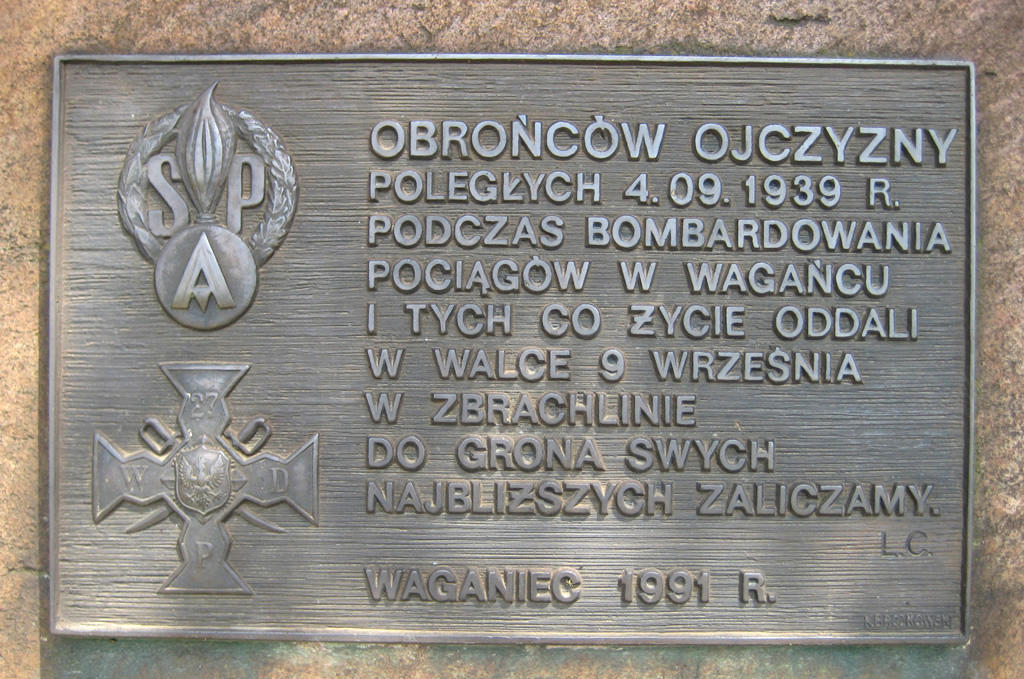 S P
A
27
W D
P
OBROŃCÓW OJCZYZNY
POLEGŁYCH 4.09.1939 R.
PODCZAS BOMBARDOWANIA
POCIĄGÓW W WAGAŃCU
I TYCH CO ŻYCIE ODDALI
W WALCE 9 WRZEŚNIA
W ZBRACHLINIE
DO GRONA SWYCH
NAJBLIŻSZYCH ZALICZAMY.
L.C.
WAGANIEC 1991 R.